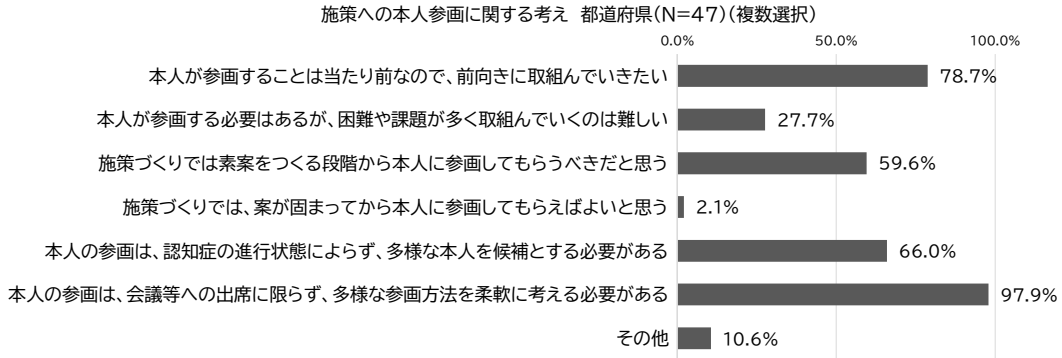 施策への本人参画に関する考え 都道府県(N=47)(複数選択)
0.0% 50.0% 100.0%
本人が参画することは当たり前なので、前向きに取組んでいきたい 78.7%
本人が参画する必要はあるが、困難や課題が多く取組んでいくのは難しい 27.7%
施策づくりでは素案をつくる段階から本人に参画してもらうべきだと思う 59.6%
施策づくりでは、案が固まってから本人に参画してもらえばよいと思う 2.1%
本人の参画は、認知症の進行状態によらず、多様な本人を候補とする必要がある 66.0%
本人の参画は、会議等への出席に限らず、多様な参画方法を柔軟に考える必要がある 97.9%
その他 10.6%